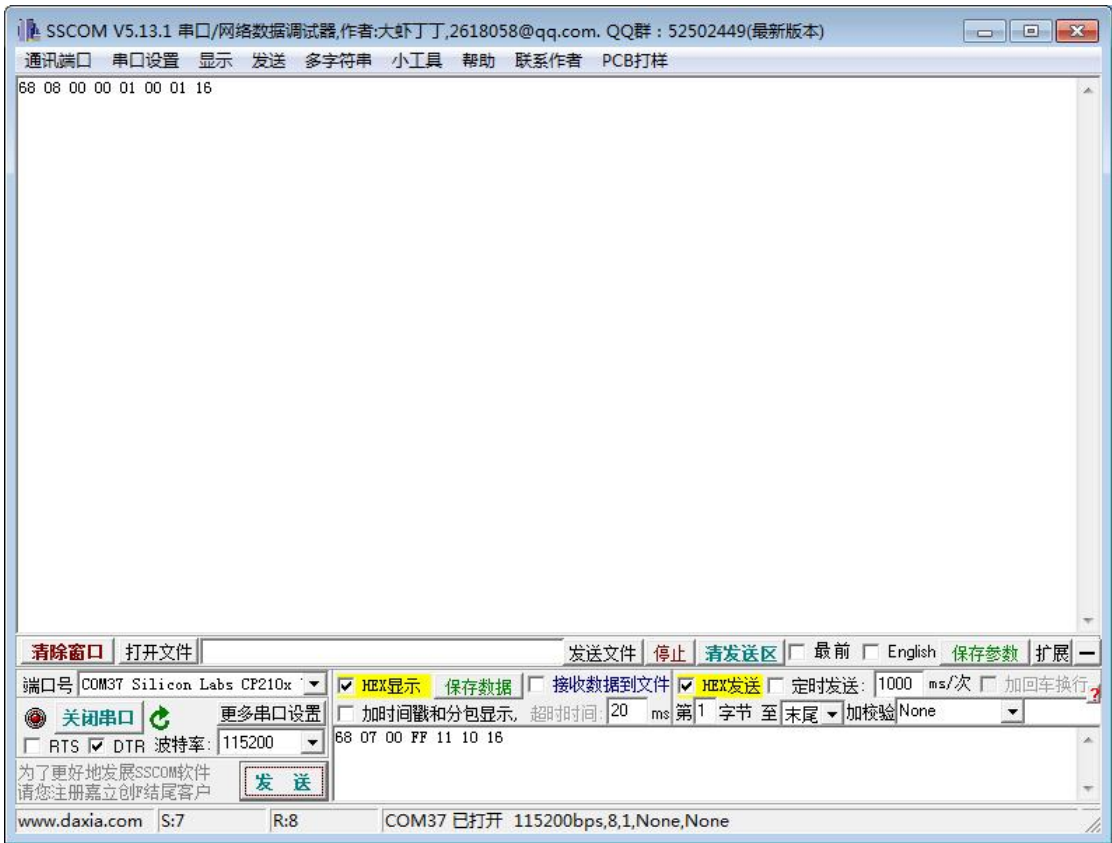 SSCOM V5.13.1 串口/网络数据调试器,作者:大虾丁丁,2618058@qq.com. QQ群：52502449(最新版本)
通讯端口 串口设置 显示 发送 多字符串 小工具 帮助 联系作者 PCB打样
68 08 00 00 01 00 01 16
清除窗口 打开文件 发送文件 停止 清发送区 最前 English 保存参数 扩展 —
端口号 COM37 Silicon Labs CP210x HEX显示 保存数据 接收数据到文件 HEX发送 定时发送: 1000 ms/次 加回车换行
关闭串口 更多串口设置 加时间戳和分包显示, 超时时间: 20 ms 第1 字节 至 末尾 加校验 None ?
RTS DTR 波特率: 115200 68 07 00 FF 11 10 16
为了更好地发展SSCOM软件
请您注册嘉立创F结尾客户 发 送
www.daxia.com S:7 R:8 COM37 已打开 115200bps,8,1,None,None